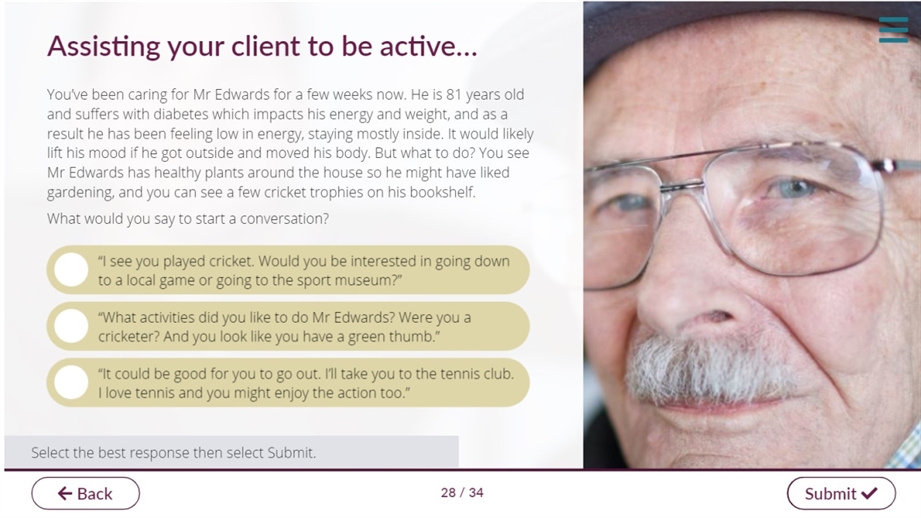 Assisting your client to be active...
You've been caring for Mr Edwards for a few weeks now. He is 81 years old
and suffers with diabetes which impacts his energy and weight, and as a
result he has been feeling low in energy, staying mostly inside. It would likely
lift his mood if he got outside and moved his body. But what to do? You see
Mr Edwards has healthy plants around the house so he might have liked
gardening, and you can see a few cricket trophies on his bookshelf.
What would you say to start a conversation?
“I see you played cricket. Would you be interested in going down
to a local game or going to the sport museum?”
“What activities did you like to do Mr Edwards? Were you a
cricketer? And you look like you have a green thumb.”
“It could be good for you to go out. I’ll take you to the tennis club.
I love tennis and you might enjoy the action too.”
Select the best response then select Submit.
Back
28 / 34
Submit